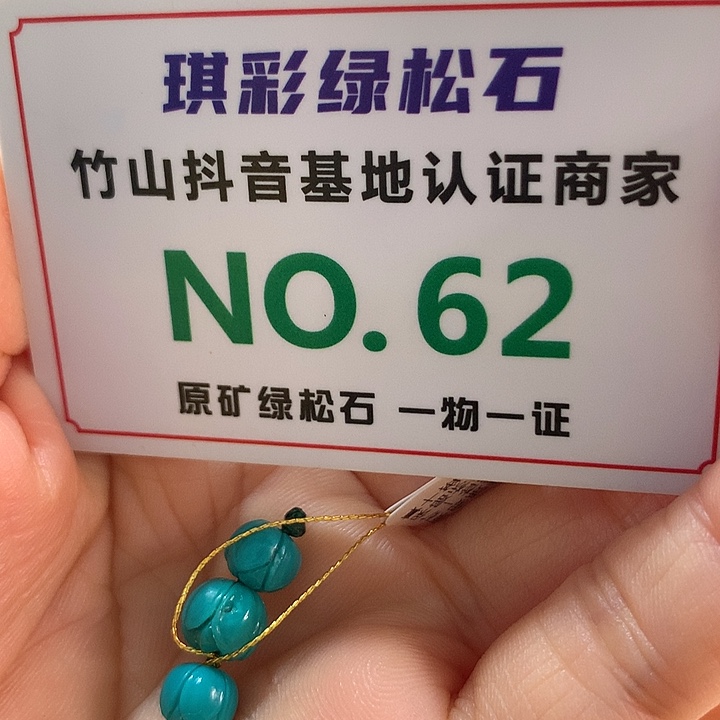 琪彩绿松石
竹山抖音基地认证商家
NO.62
原矿绿松石 一物一证